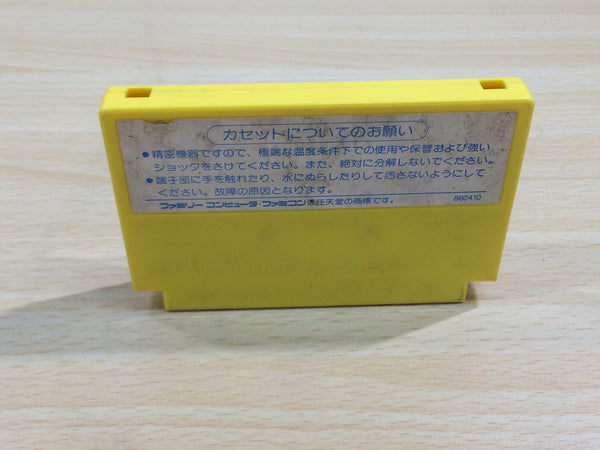 カセットについてのお願い
●精密機器ですので、極端な温度条件下での使用や保管および強い
ショックをさけてください。また、絶対に分解しないでください。
●端子部に手を触れたり、水にぬらしたりして汚さないようにして
ください。故障の原因となります。
ファミリー コンピュータ・ファミコンは任天堂の商標です。
860410